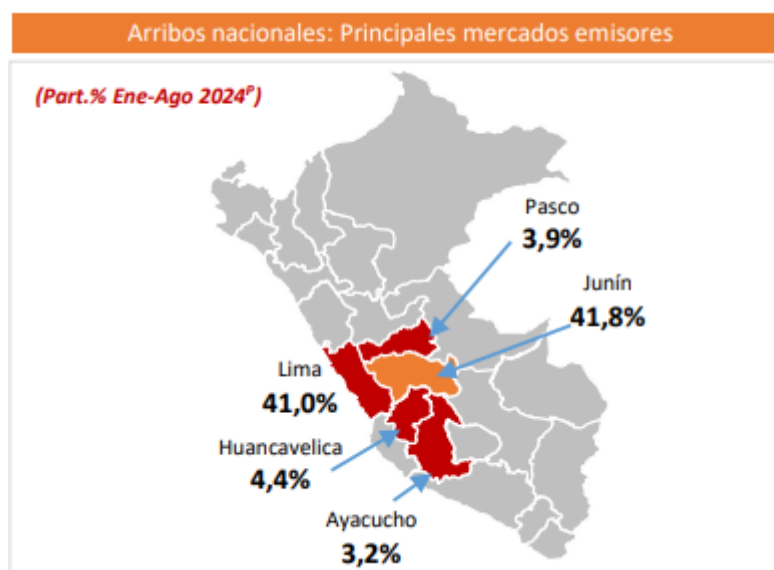 Arribos nacionales: Principales mercados emisores
(Part.% Ene-Ago 2024ᵖ)
Pasco
3,9%
Junín
41,8%
Lima
41,0%
Huancavelica
4,4%
Ayacucho
3,2%